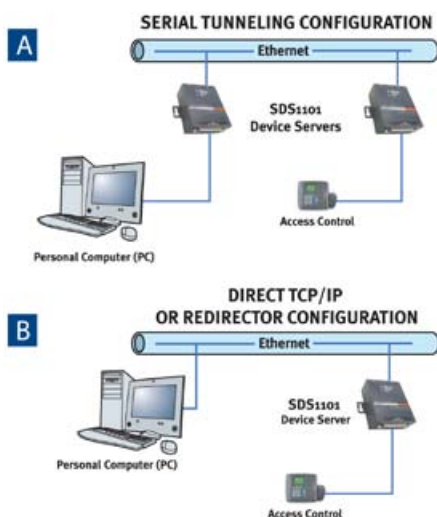 A
SERIAL TUNNELING CONFIGURATION
Ethernet
SDS1101
Device Servers
Access Control
Personal Computer (PC)
B
DIRECT TCP/IP
OR REDIRECTOR CONFIGURATION
Ethernet
SDS1101
Device Server
Personal Computer (PC)
Access Control